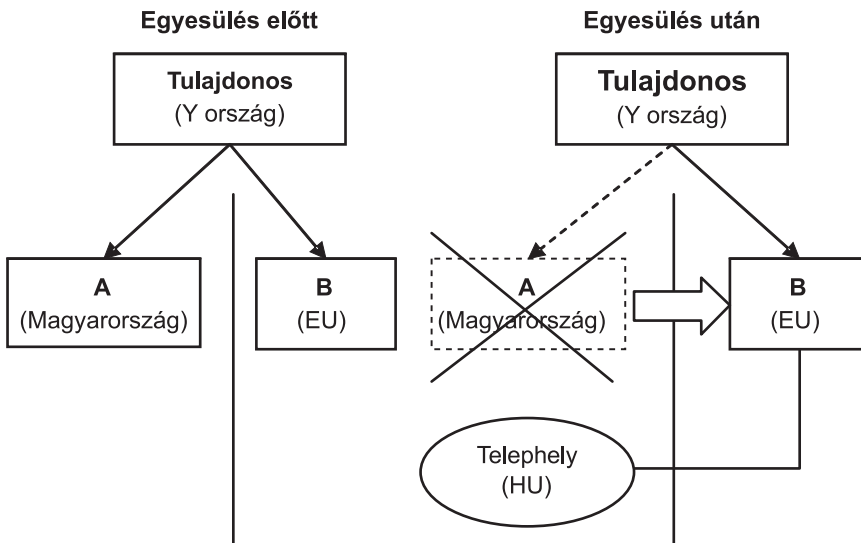 Egyesülés előtt
Tulajdonos
(Y ország)
A
(Magyarország)
B
(EU)
Egyesülés után
Tulajdonos
(Y ország)
A
(Magyarország)
B
(EU)
Telephely
(HU)